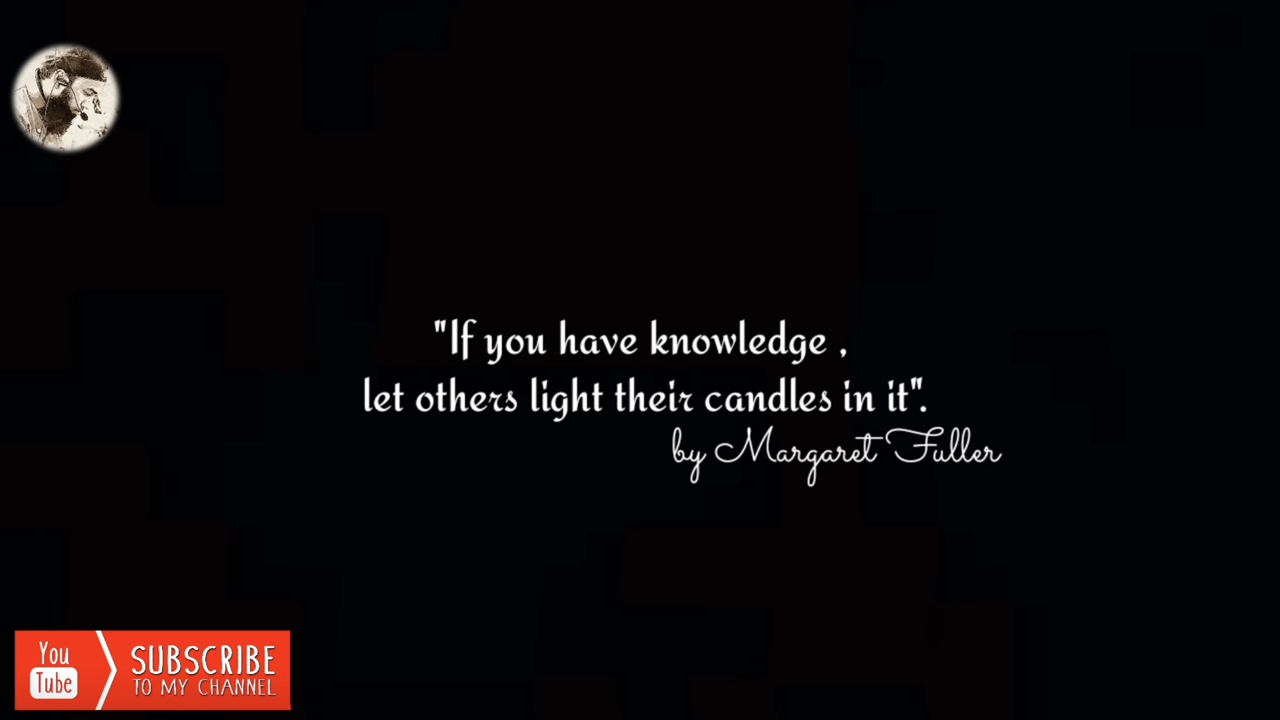 "If you have knowledge ,
let others light their candles in it".
by Margaret Fuller
You
Tube
SUBSCRIBE
TO MY CHANNEL